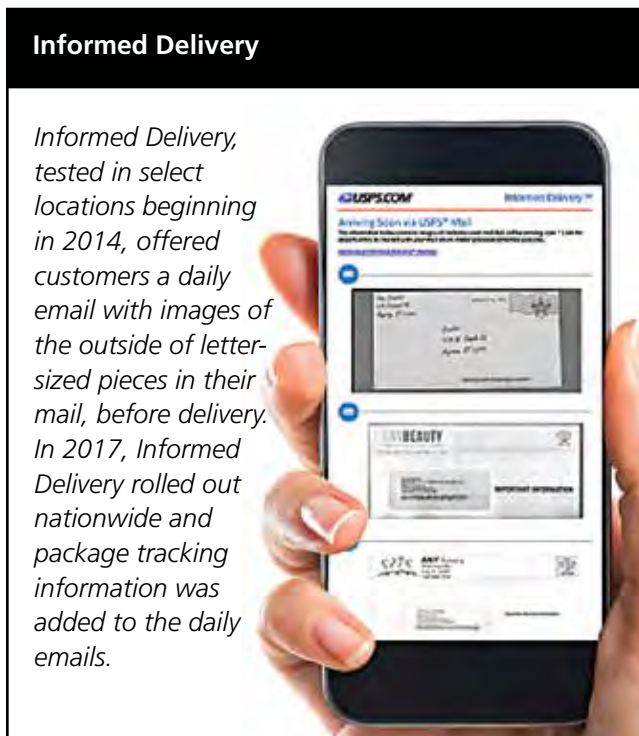 Informed Delivery
Informed Delivery,
tested in select
locations beginning
in 2014, offered
customers a daily
email with images of
the outside of letter-
sized pieces in their
mail, before delivery.
In 2017, Informed
Delivery rolled out
nationwide and
package tracking
information was
added to the daily
emails.
USPS.COM Informed Delivery™
Arriving Soon via USPS® Mail
BEAUTY
IMPORTANT INFORMATION